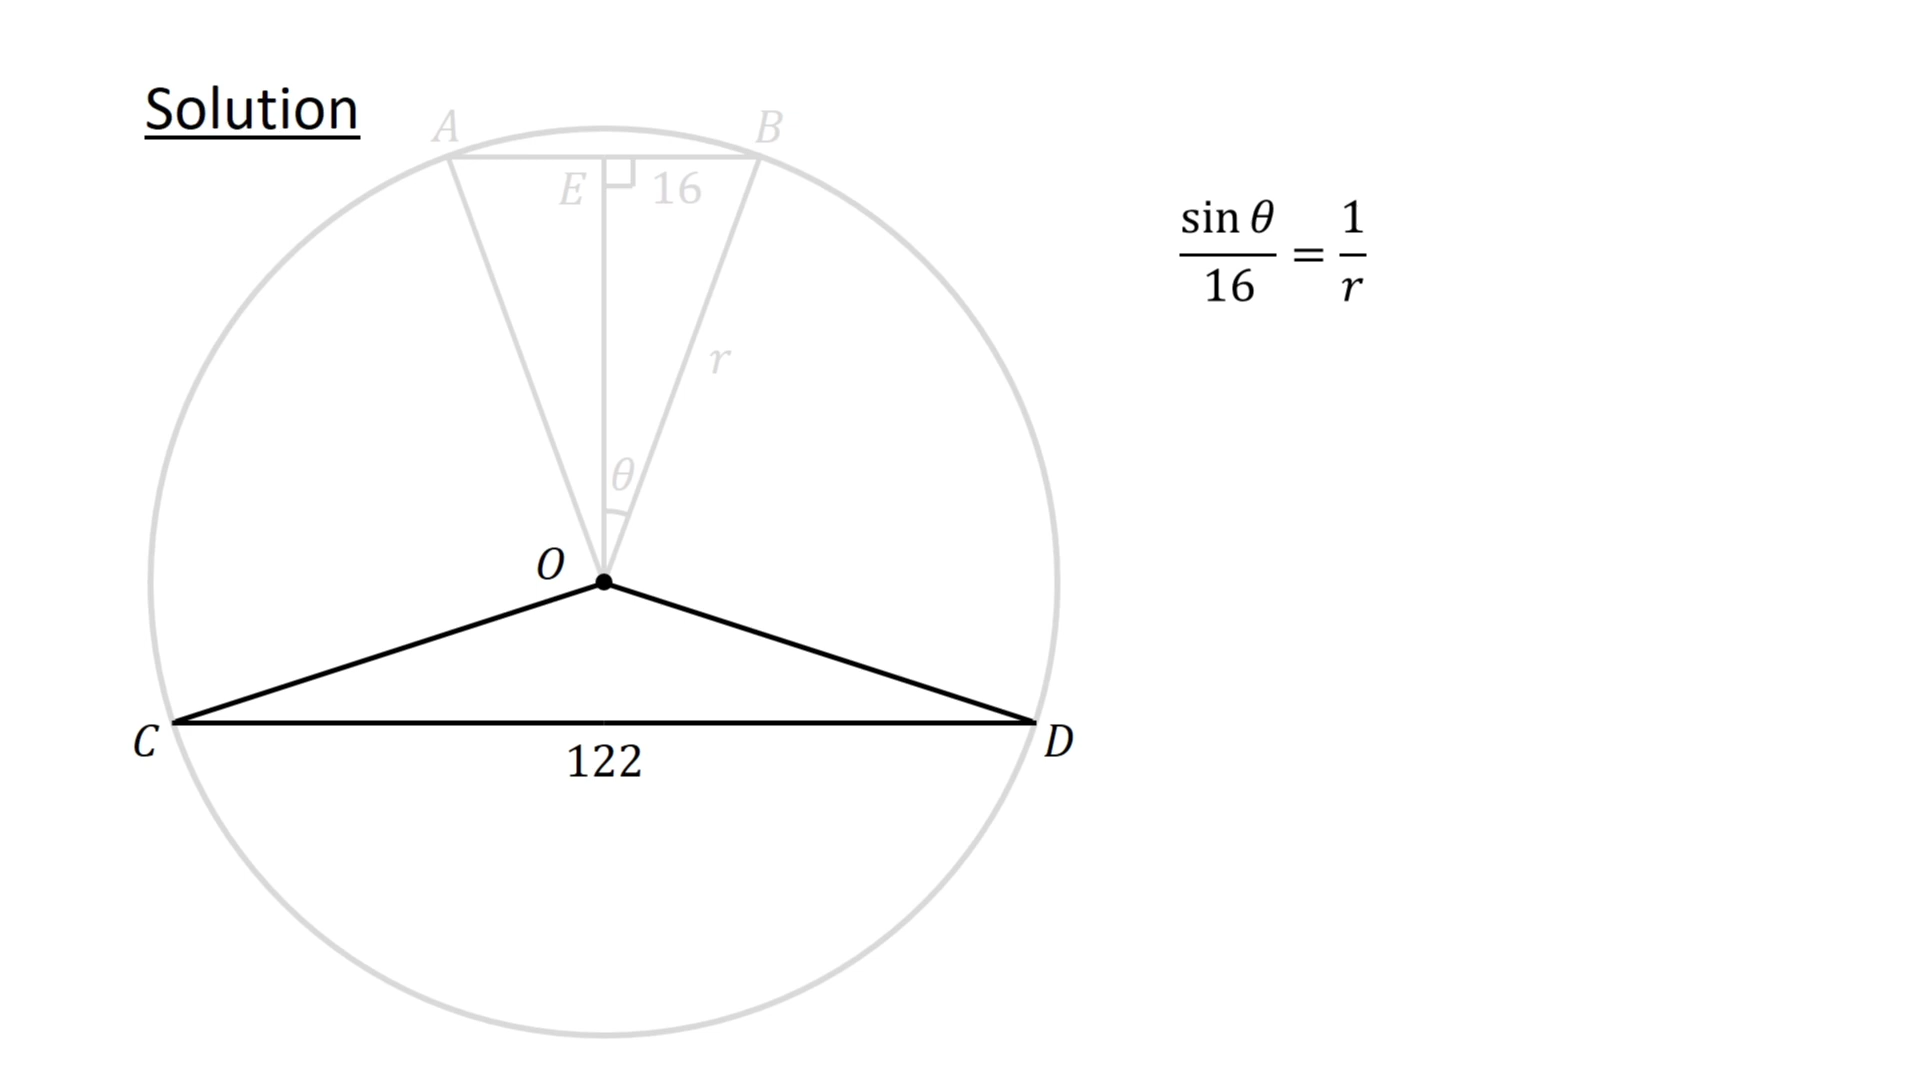 Solution
A
B
E
16
sin θ / 16 = 1 / r
r
θ
O
C
D
122